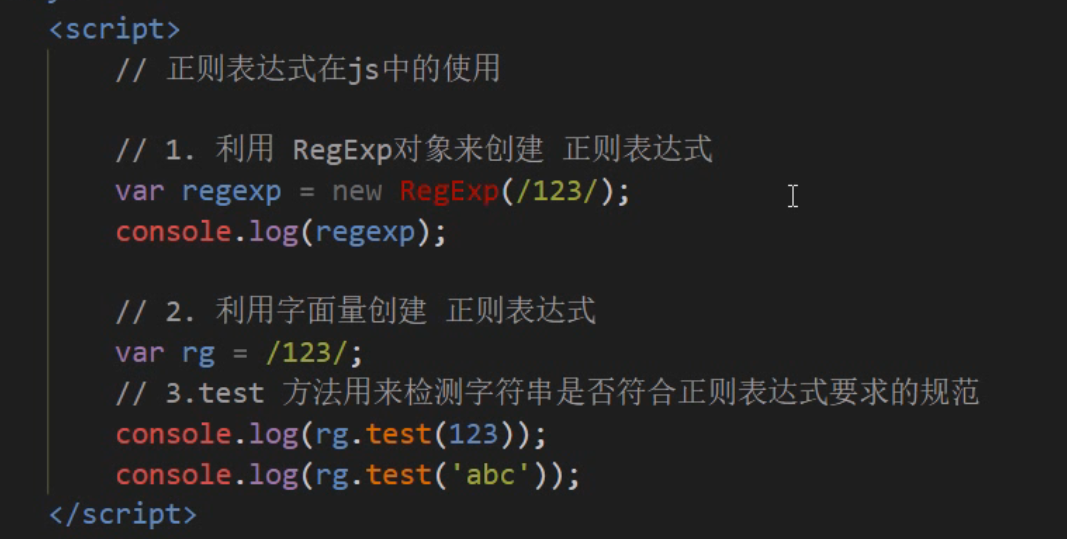 <script>
// 正则表达式在js中的使用
// 1. 利用 RegExp对象来创建 正则表达式
var regexp = new RegExp(/123/);
console.log(regexp);
// 2. 利用字面量创建 正则表达式
var rg = /123/;
// 3.test 方法用来检测字符串是否符合正则表达式要求的规范
console.log(rg.test(123));
console.log(rg.test('abc'));
</script>